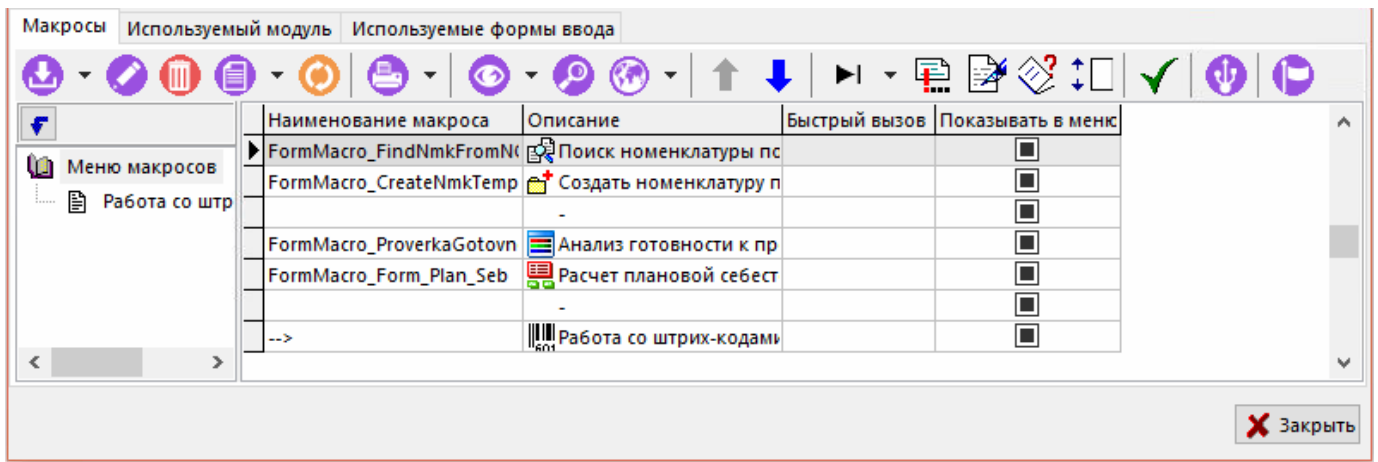 Макросы Используемый модуль Используемые формы ввода
Наименование макроса Описание Быстрый вызов Показывать в меню
Меню макросов
Работа со штр
FormMacro_FindNmkFromN Поиск номенклатуры по
FormMacro_CreateNmkTemp Создать номенклатуру п
-
FormMacro_ProverkaGotovn Анализ готовности к пр
FormMacro_Form_Plan_Seb Расчет плановой себест
-
--> 601 Работа со штрих-кодами
Закрыть